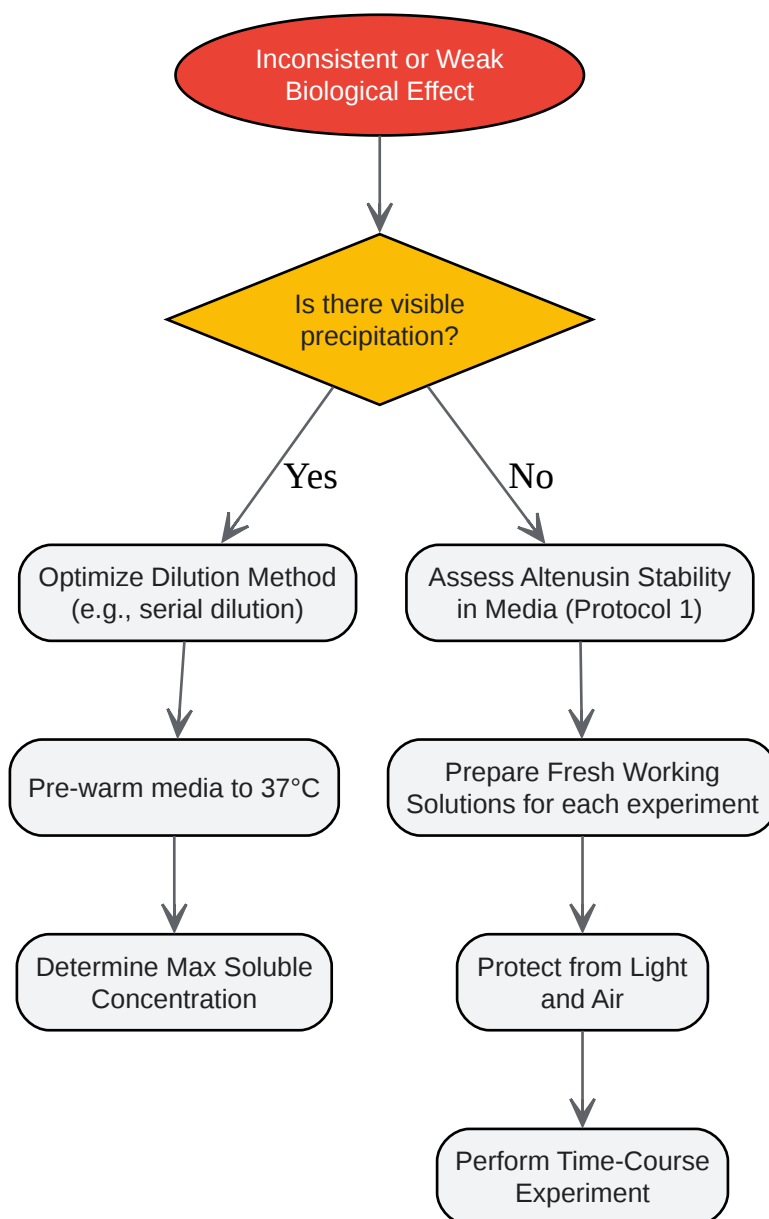 Inconsistent or Weak
Biological Effect
Is there visible
precipitation?
Yes
No
Optimize Dilution Method
(e.g., serial dilution)
Assess Altenusin Stability
in Media (Protocol 1)
Pre-warm media to 37°C
Prepare Fresh Working
Solutions for each experiment
Determine Max Soluble
Concentration
Protect from Light
and Air
Perform Time-Course
Experiment